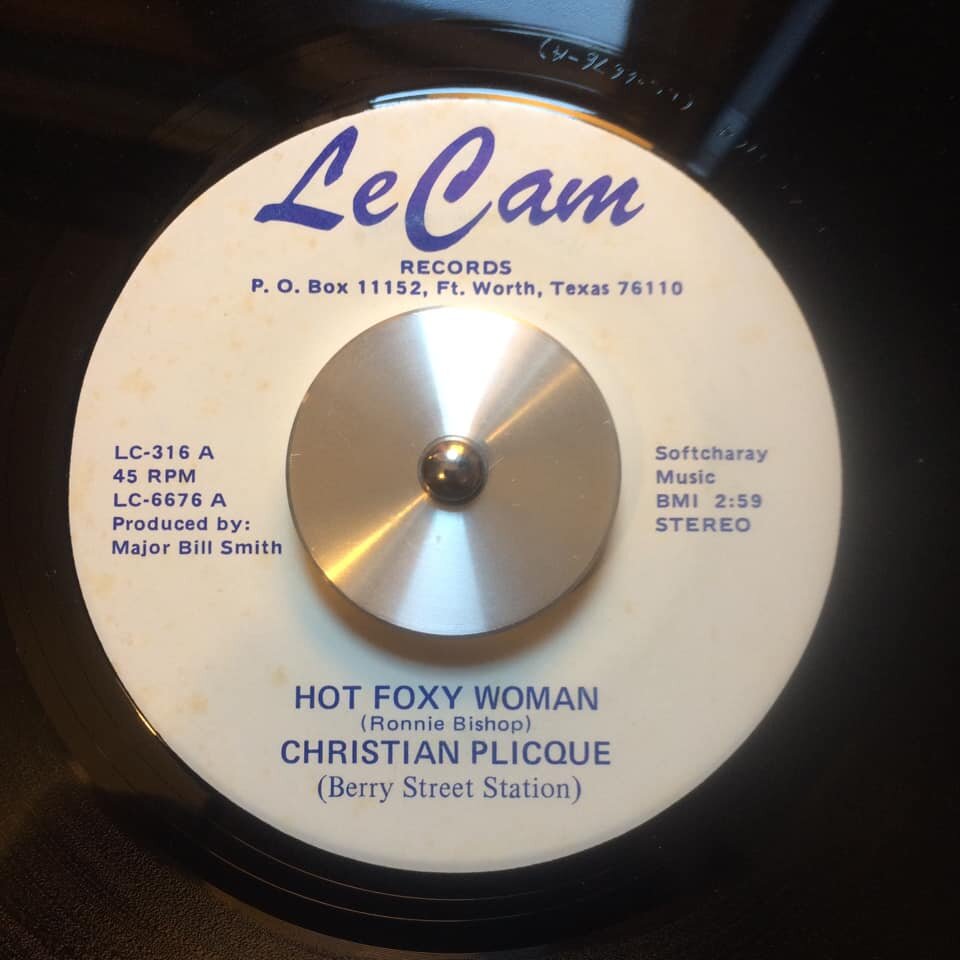 LeCam
RECORDS
P. O. Box 11152, Ft. Worth, Texas 76110
LC-316 A
45 RPM
LC-6676 A
Produced by:
Major Bill Smith
Softcharay
Music
BMI 2:59
STEREO
HOT FOXY WOMAN
(Ronnie Bishop)
CHRISTIAN PLICQUE
(Berry Street Station)